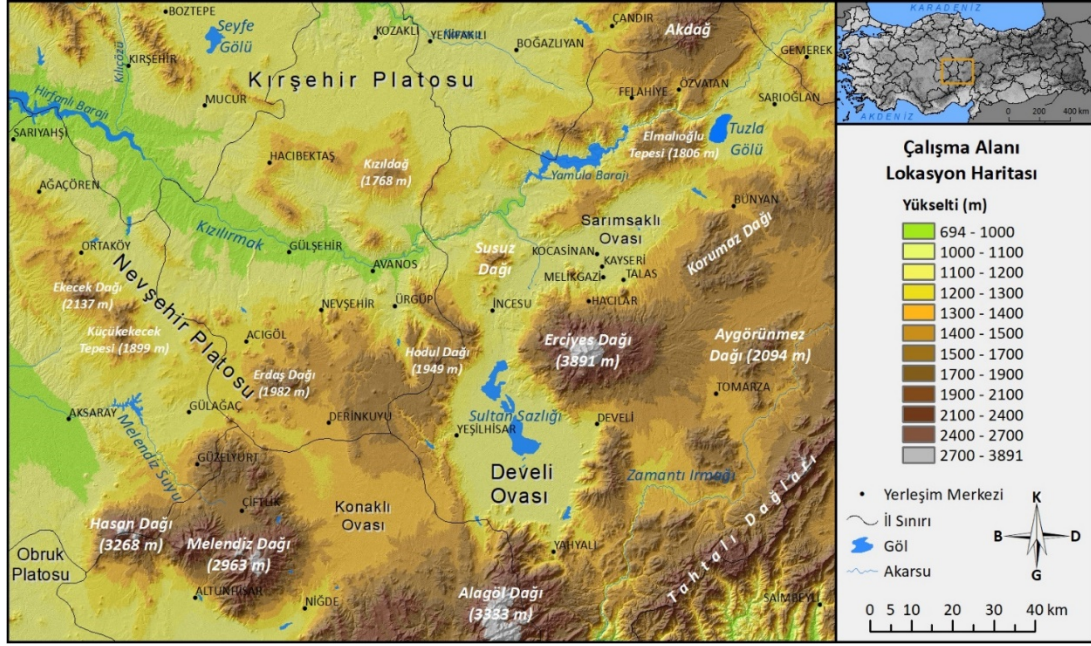 BOZTEPE
Seyfe
Gölü
KOZAKLI
YENİFAKILI
BOĞAZLIYAN
ÇANDIR
Akdağ
GEMEREK
Kılıçözü
KIRŞEHİR
Kırşehir Platosu
ÖZVATAN
FELAHİYE
SARIOĞLAN
Hirfanlı Barajı
MUCUR
SARIYAHŞİ
Elmalıoğlu
Tepesi (1806 m)
Tuzla
Gölü
HACIBEKTAŞ
Kızıldağ
(1768 m)
Yamula Barajı
AĞAÇÖREN
BÜNYAN
Kızılırmak
Sarımsaklı
Ovası
ORTAKÖY
GÜLŞEHİR
AVANOS
Susuz
Dağı
KOCASİNAN
KAYSERİ
MELİKGAZİ
TALAS
Korumaz Dağı
Nevşehir Platosu
Ekecek Dağı
(2137 m)
NEVŞEHİR
ÜRGÜP
İNCESU
HACILAR
Küçükekecek
Tepesi (1899 m)
ACIGÖL
Hodul Dağı
(1949 m)
Erciyes Dağı
(3891 m)
Aygörünmez
Dağı (2094 m)
Erdaş Dağı
(1982 m)
TOMARZA
AKSARAY
GÜLAĞAÇ
DERİNKUYU
Sultan Sazlığı
YEŞİLHİSAR
DEVELİ
Melendiz Suyu
GÜZELYURT
Develi
Ovası
Zamantı Irmağı
ÇİFTLİK
Konaklı
Ovası
Hasan Dağı
(3268 m)
Melendiz Dağı
(2963 m)
Tahtalı Dağları
YAHYALI
Obruk
Platosu
ALTUNHİSAR
NİĞDE
Alagöl Dağı
(3333 m)
SAİMBEYLİ
KARADENİZ
AKDENİZ
0 200 400 km
Çalışma Alanı
Lokasyon Haritası
Yükselti (m)
694 - 1000
1000 - 1100
1100 - 1200
1200 - 1300
1300 - 1400
1400 - 1500
1500 - 1700
1700 - 1900
1900 - 2100
2100 - 2400
2400 - 2700
2700 - 3891
Yerleşim Merkezi
İl Sınırı
Göl
Akarsu
K
B D
G
0 5 10 20 30 40 km